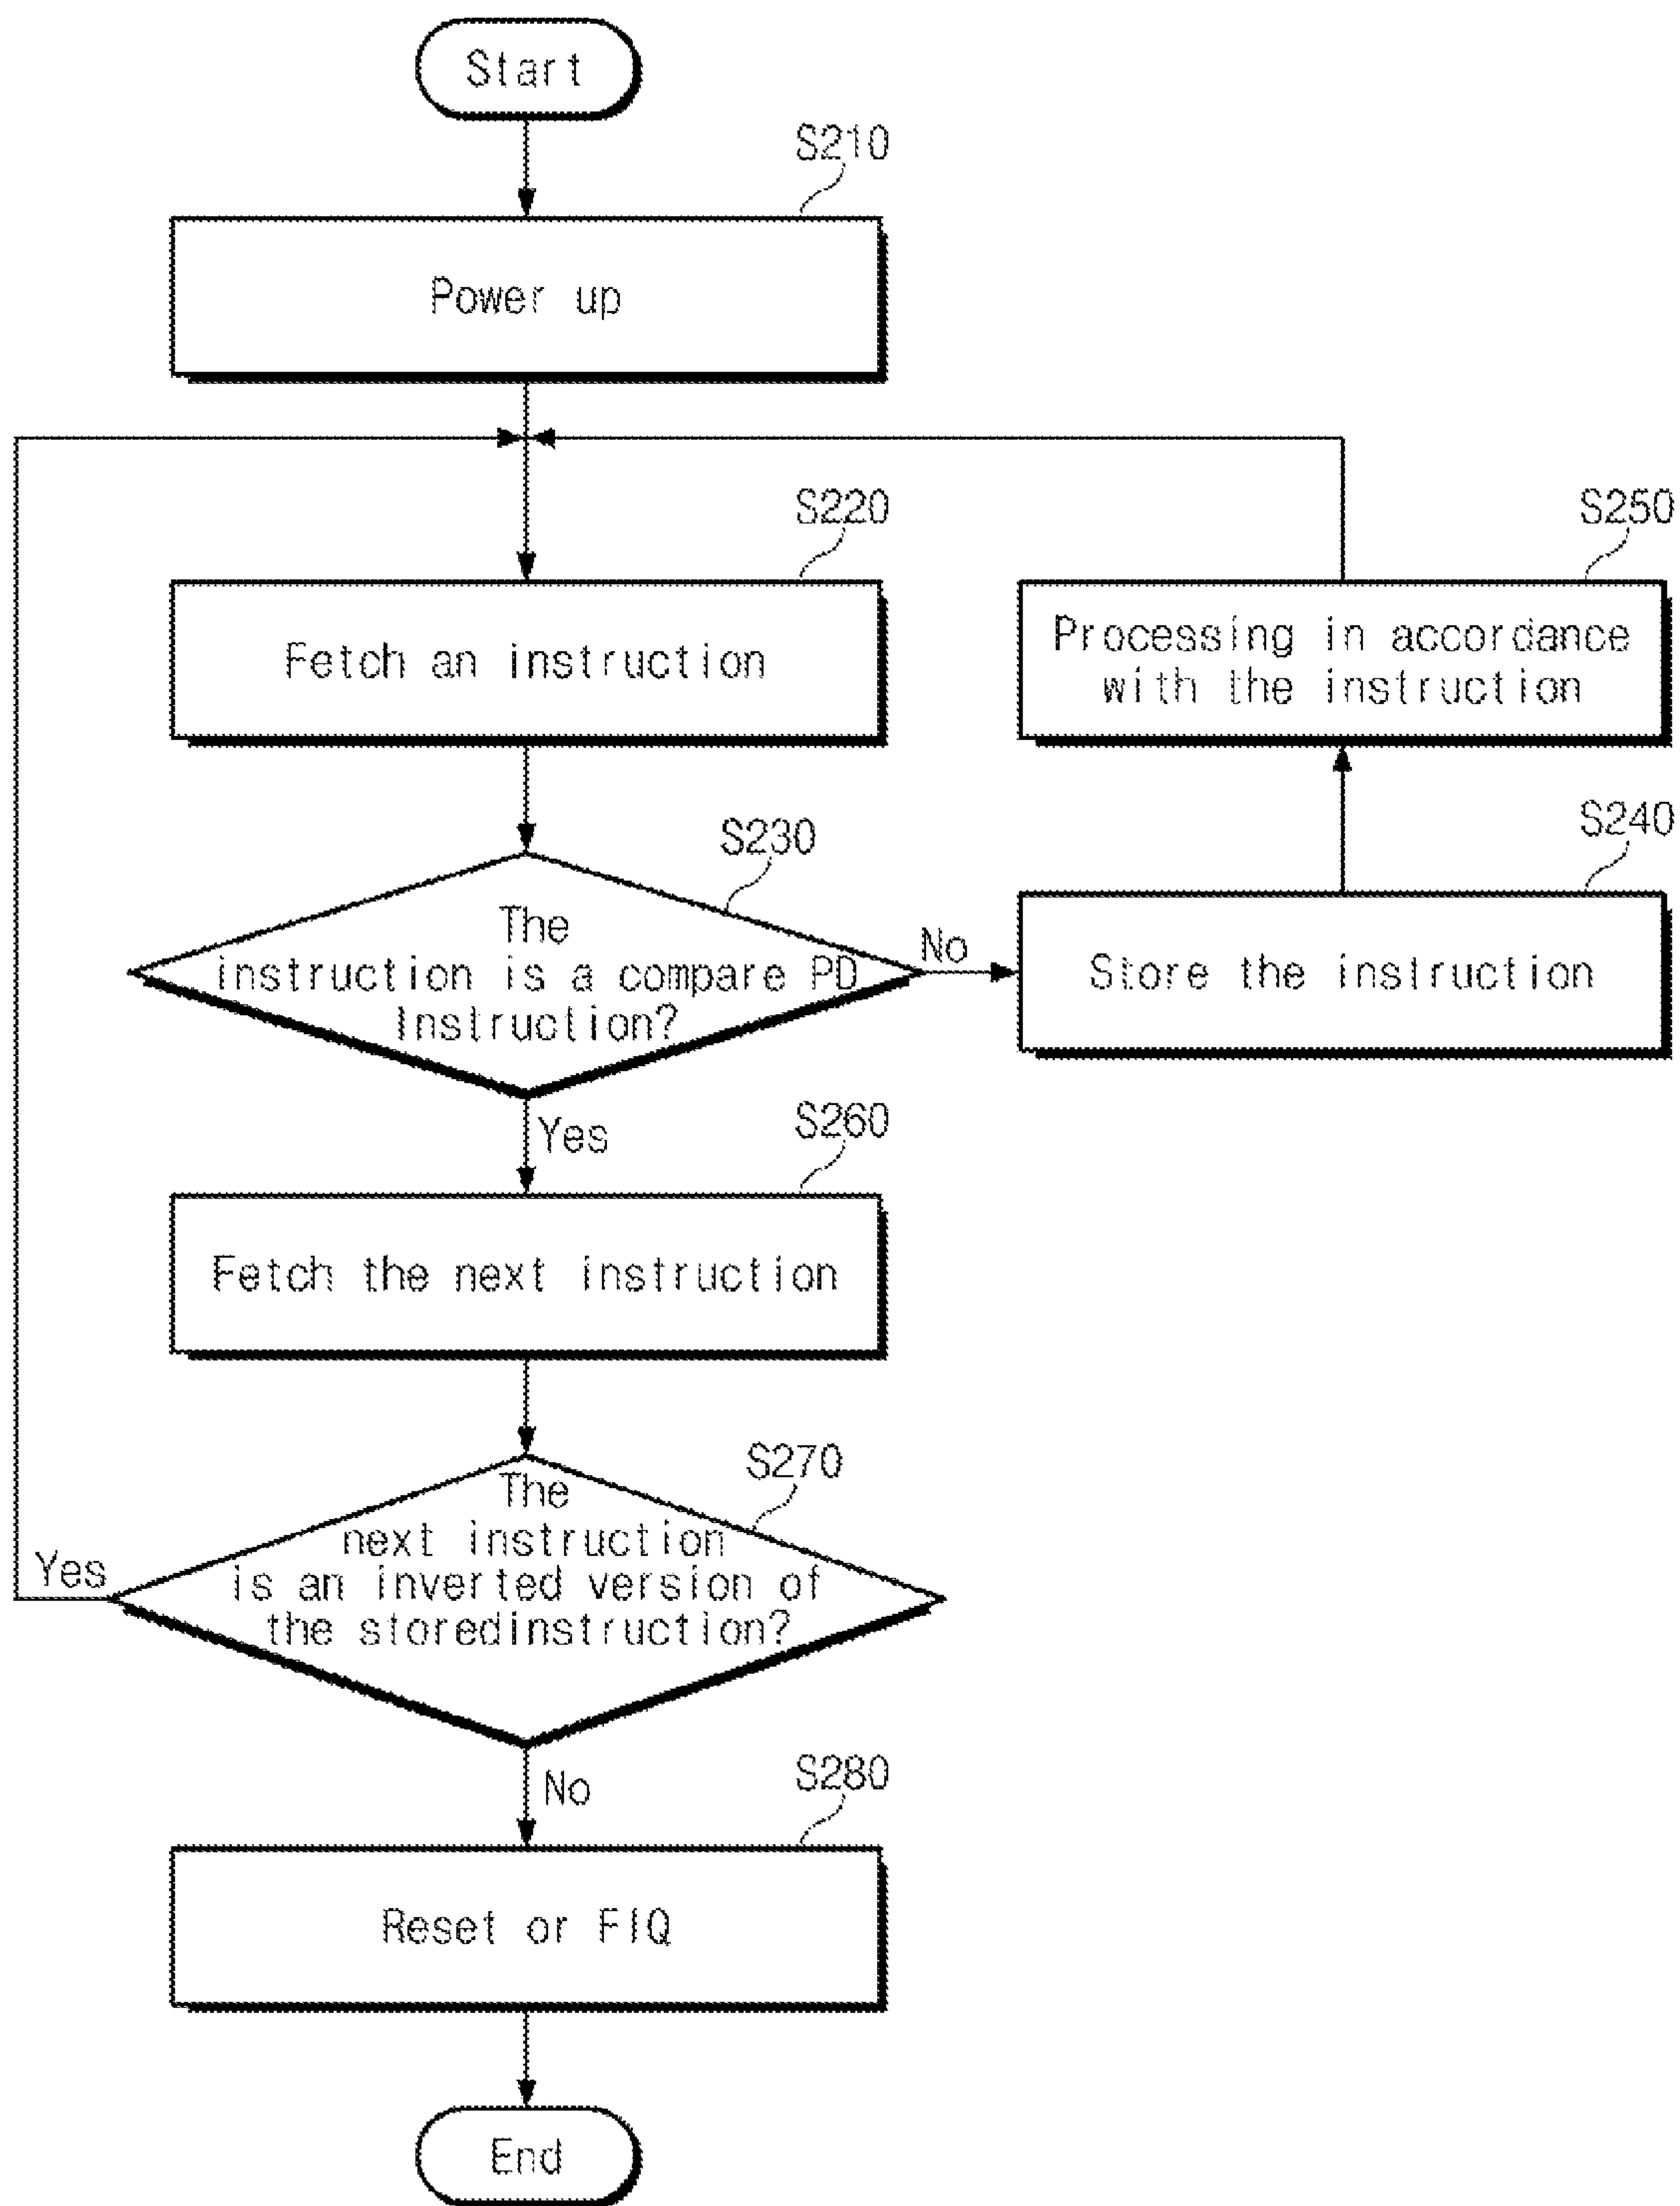 Start
S210
Power up
S220
Fetch an instruction
S250
Processing in accordance
with the instruction
S230
The
instruction is a compare PD
Instruction?
No
S240
Store the instruction
Yes
S260
Fetch the next instruction
S270
The
next instruction
is an inverted version of
the storedinstruction?
Yes
No
S280
Reset or FIQ
End